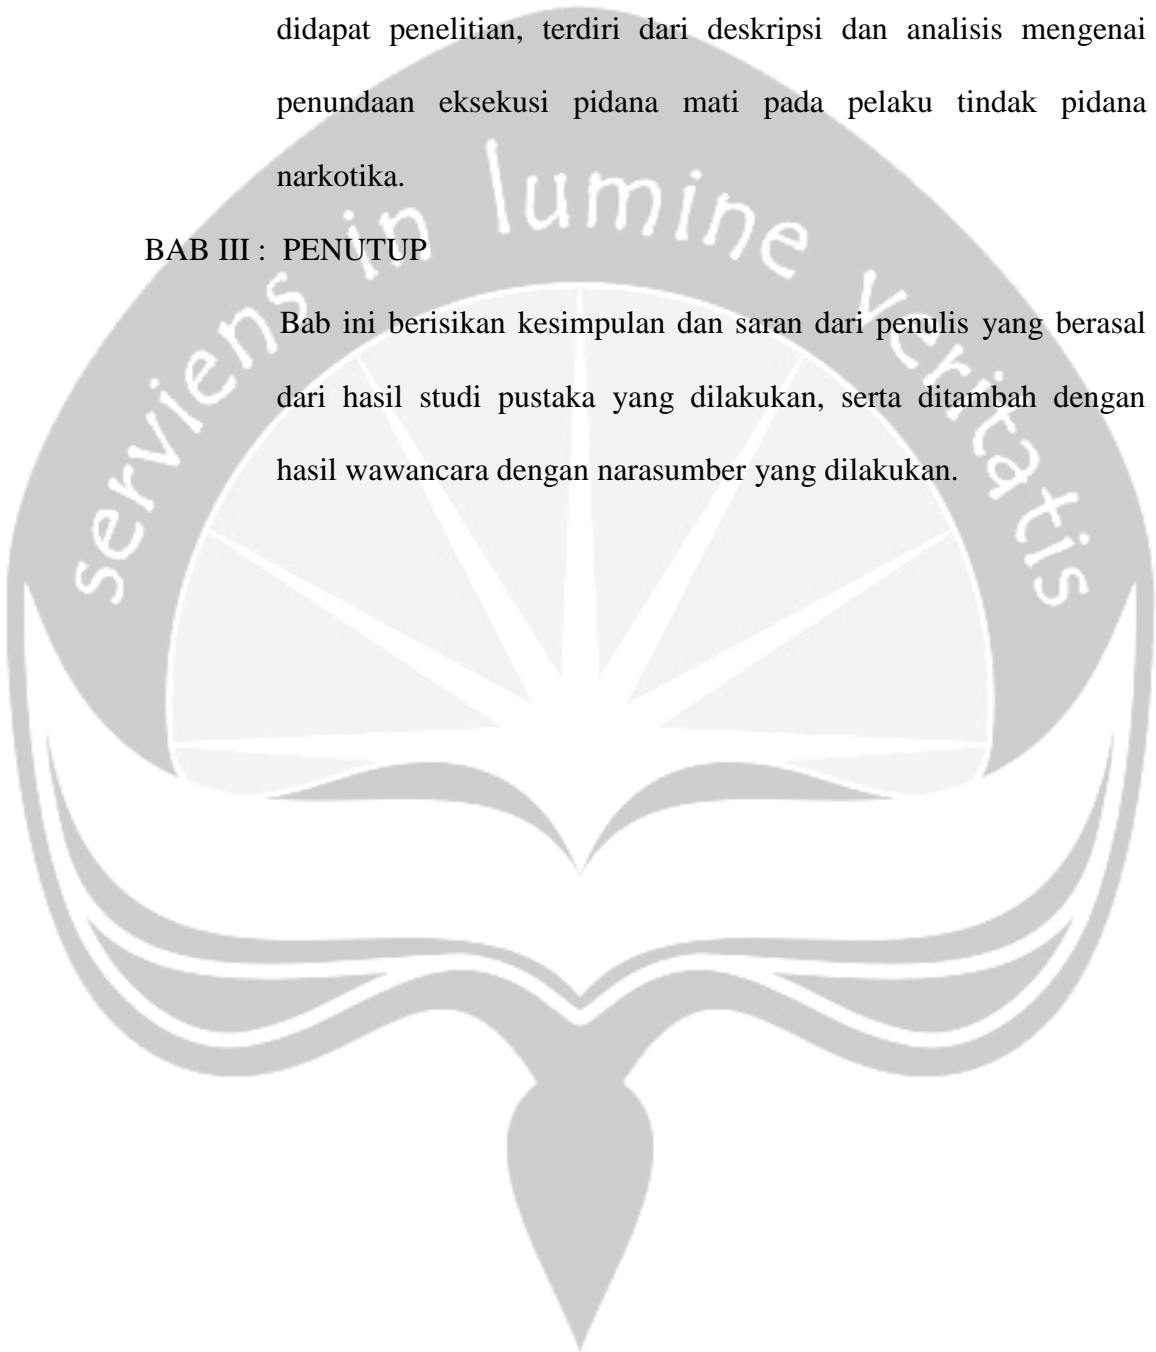 didapat penelitian, terdiri dari deskripsi dan analisis mengenai
penundaan eksekusi pidana mati pada pelaku tindak pidana
narkotika.
BAB III : PENUTUP
Bab ini berisikan kesimpulan dan saran dari penulis yang berasal
dari hasil studi pustaka yang dilakukan, serta ditambah dengan
hasil wawancara dengan narasumber yang dilakukan.
serviens in lumine veritatis